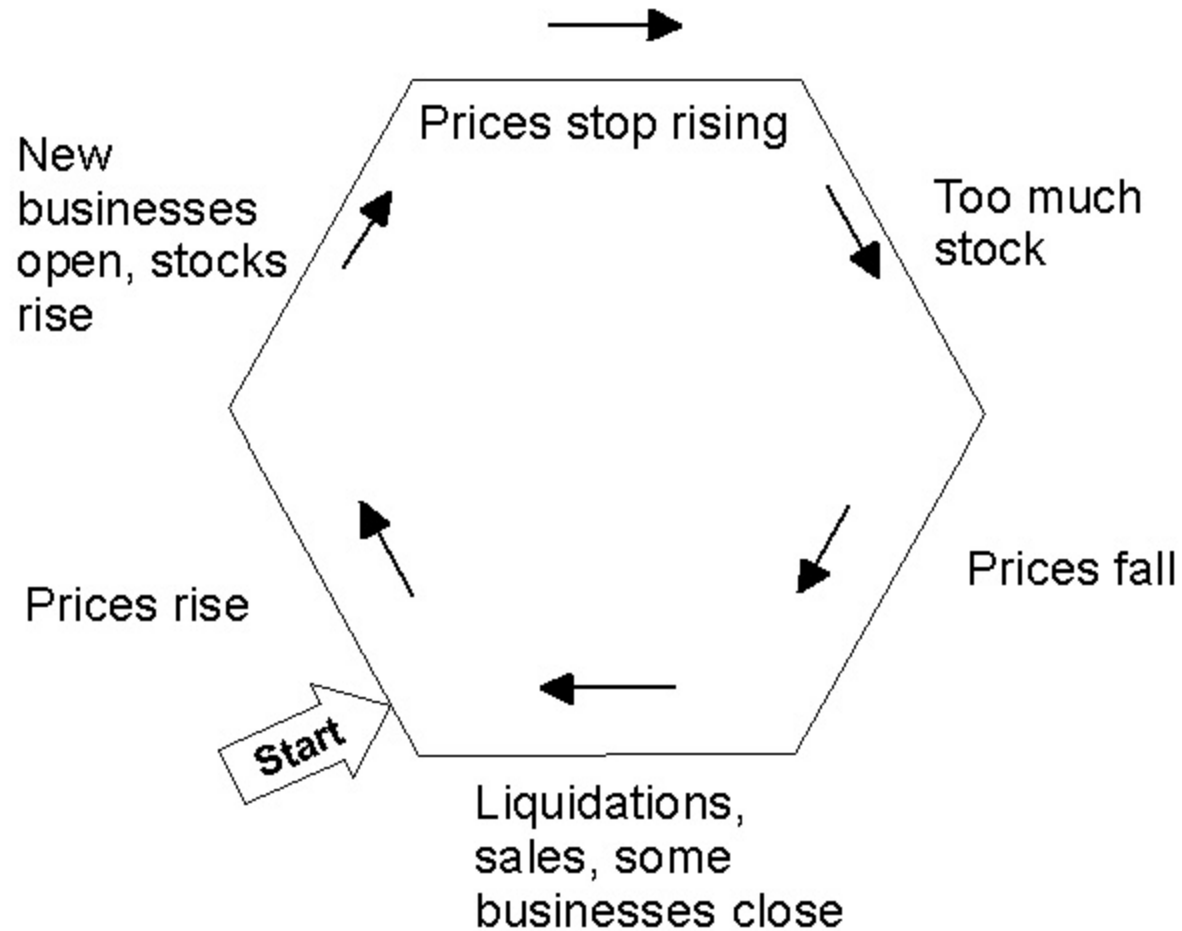 Prices stop rising
New
businesses
open, stocks
rise
Too much
stock
Prices fall
Prices rise
Start
Liquidations,
sales, some
businesses close